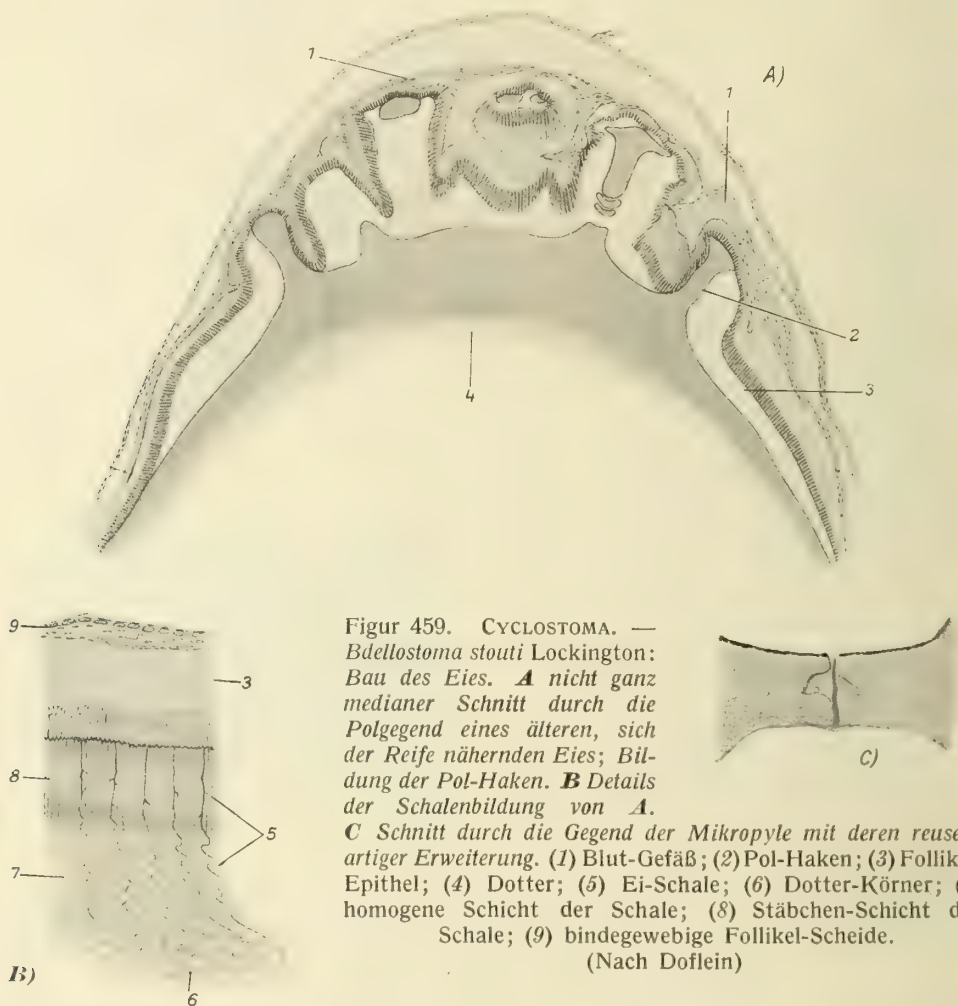 1
A)
1
2
3
4
9
3
8
5
7
B)
6
Figur 459. CYCLOSTOMA. —
Bdellostoma stouti Lockington:
Bau des Eies. A nicht ganz
medianer Schnitt durch die
Polgegend eines älteren, sich
der Reife nähernden Eies; Bil-
dung der Pol-Haken. B Details
der Schalenbildung von A.
C)
C Schnitt durch die Gegend der Mikropyle mit deren reuse
artiger Erweiterung. (1) Blut-Gefäß; (2) Pol-Haken; (3) Follik
Epithel; (4) Dotter; (5) Ei-Schale; (6) Dotter-Körner; (
homogene Schicht der Schale; (8) Stäbchen-Schicht d
Schale; (9) bindegewebige Follikel-Scheide.
(Nach Doflein)